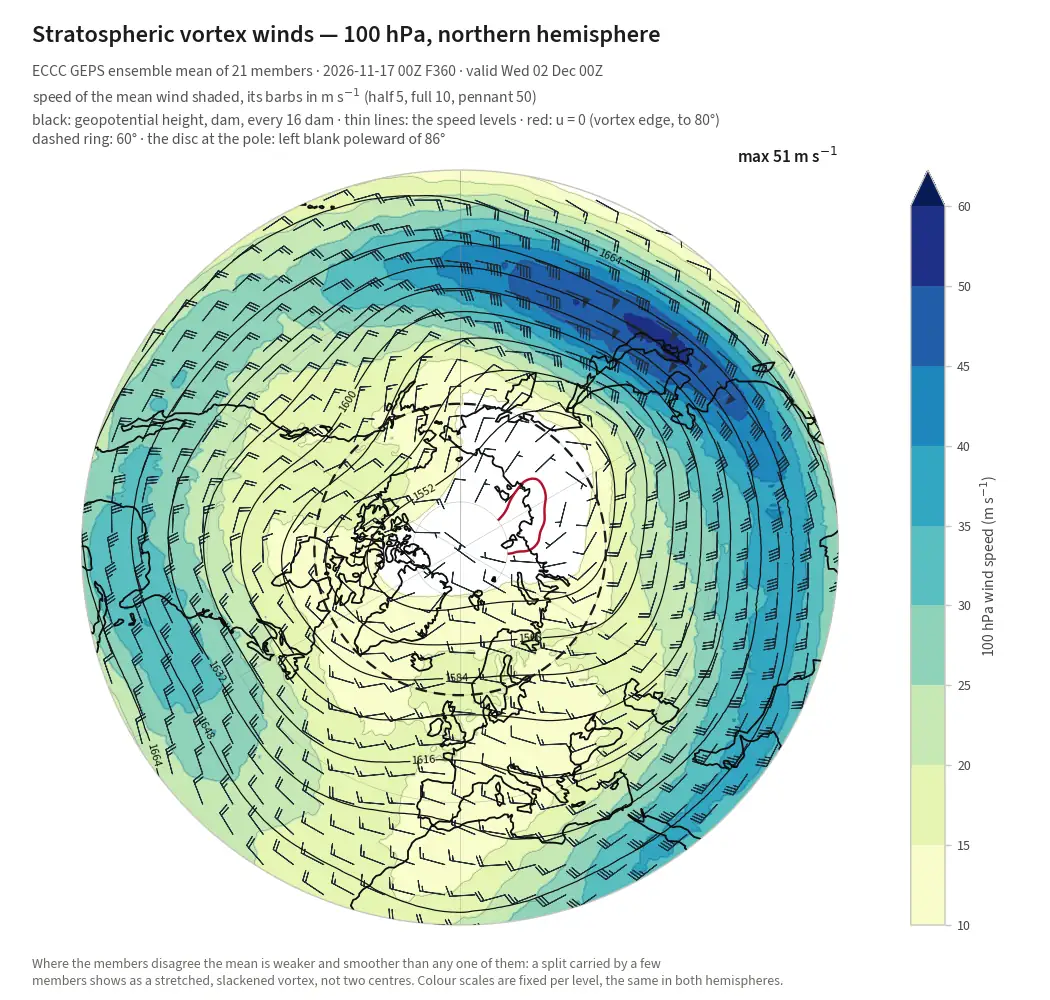 Stratospheric vortex winds — 100 hPa, northern hemisphere
ECCC GEPS ensemble mean of 21 members · 2026-11-17 00Z F360 · valid Wed 02 Dec 00Z
speed of the mean wind shaded, its barbs in m s⁻¹ (half 5, full 10, pennant 50)
black: geopotential height, dam, every 16 dam · thin lines: the speed levels · red: u = 0 (vortex edge, to 80°)
dashed ring: 60° · the disc at the pole: left blank poleward of 86°
max 51 m s⁻¹
1664
1600
1552
1584
1632
1648
1664
1616
60
50
45
40
35
30
25
20
15
10
100 hPa wind speed (m s⁻¹)
Where the members disagree the mean is weaker and smoother than any one of them: a split carried by a few
members shows as a stretched, slackened vortex, not two centres. Colour scales are fixed per level, the same in both hemispheres.